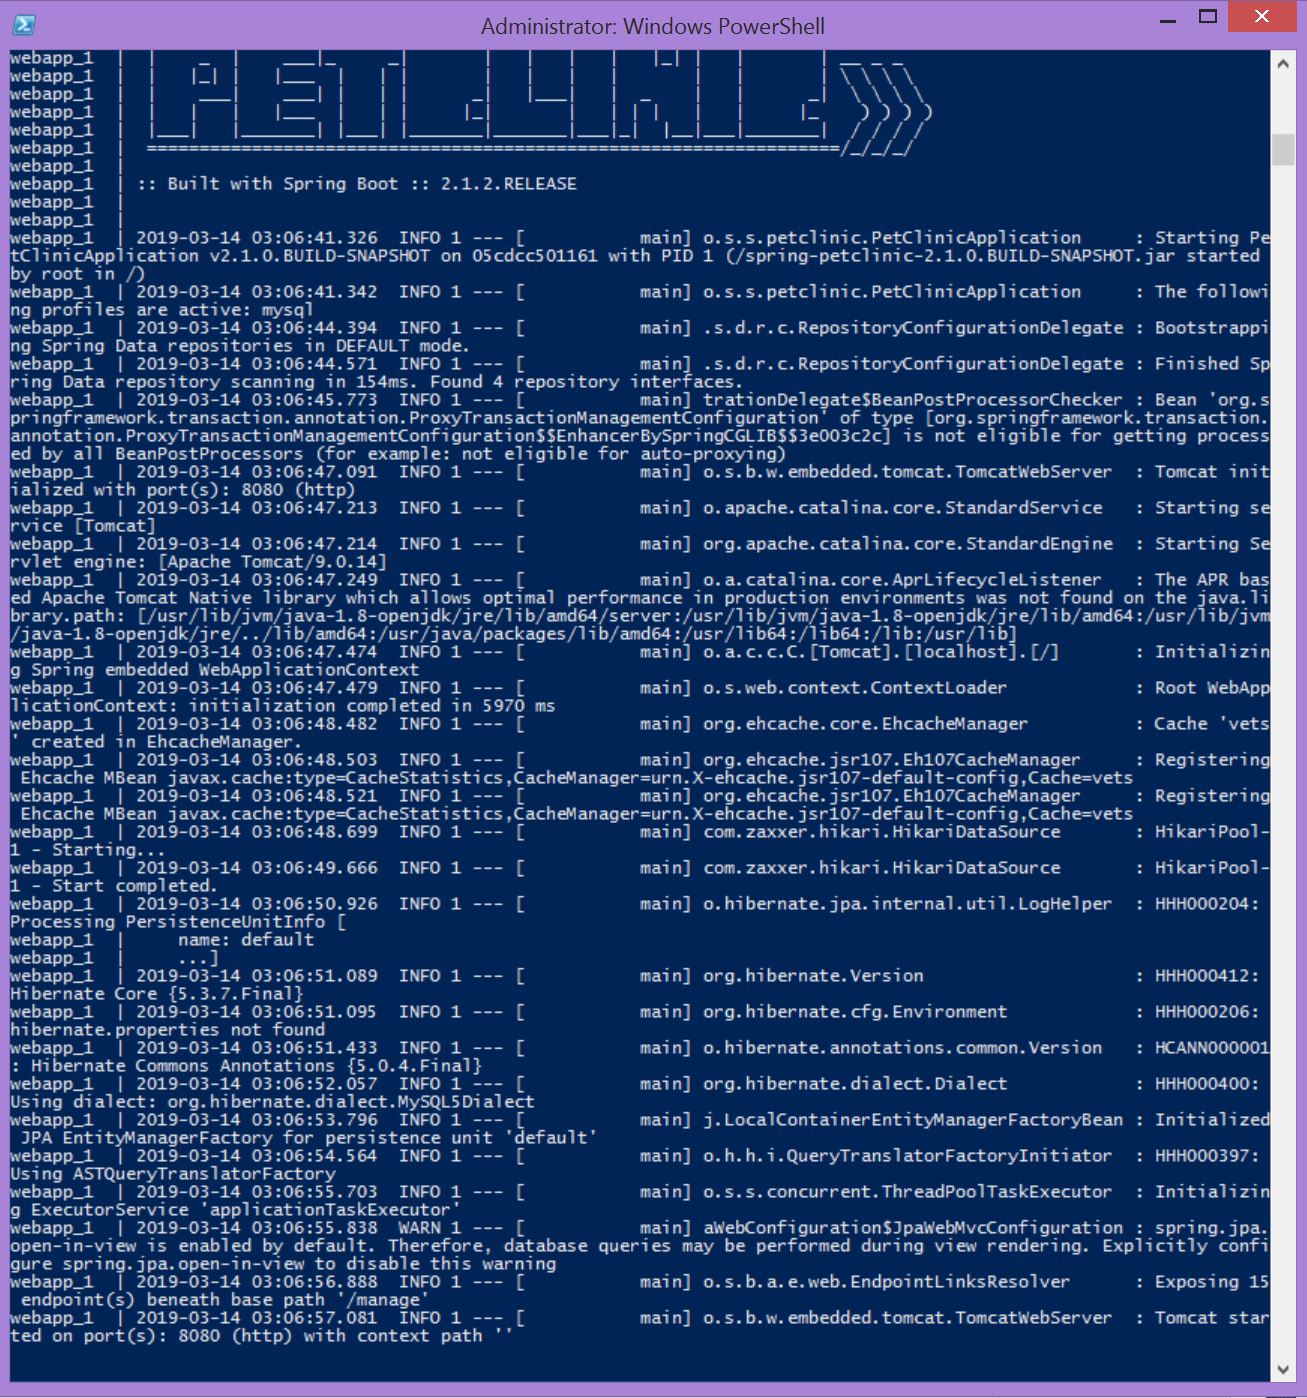 Administrator: Windows PowerShell
webapp_1 |
webapp_1 |
webapp_1 |
webapp_1 |
webapp_1 |
webapp_1 | ==================================================================/_/_/_/
webapp_1 |
webapp_1 | :: Built with Spring Boot :: 2.1.2.RELEASE
webapp_1 |
webapp_1 |
webapp_1 | 2019-03-14 03:06:41.326 INFO 1 --- [ main] o.s.s.petclinic.PetClinicApplication : Starting Pe
tClinicApplication v2.1.0.BUILD-SNAPSHOT on 05cdcc501161 with PID 1 (/spring-petclinic-2.1.0.BUILD-SNAPSHOT.jar started
by root in /)
webapp_1 | 2019-03-14 03:06:41.342 INFO 1 --- [ main] o.s.s.petclinic.PetClinicApplication : The followi
ng profiles are active: mysql
webapp_1 | 2019-03-14 03:06:44.394 INFO 1 --- [ main] .s.d.r.c.RepositoryConfigurationDelegate : Bootstrappi
ng Spring Data repositories in DEFAULT mode.
webapp_1 | 2019-03-14 03:06:44.571 INFO 1 --- [ main] .s.d.r.c.RepositoryConfigurationDelegate : Finished Sp
ring Data repository scanning in 154ms. Found 4 repository interfaces.
webapp_1 | 2019-03-14 03:06:45.773 INFO 1 --- [ main] trationDelegate$BeanPostProcessorChecker : Bean 'org.s
pringframework.transaction.annotation.ProxyTransactionManagementConfiguration' of type [org.springframework.transaction.
annotation.ProxyTransactionManagementConfiguration$$EnhancerBySpringCGLIB$$3e003c2c] is not eligible for getting process
ed by all BeanPostProcessors (for example: not eligible for auto-proxying)
webapp_1 | 2019-03-14 03:06:47.091 INFO 1 --- [ main] o.s.b.w.embedded.tomcat.TomcatWebServer : Tomcat init
ialized with port(s): 8080 (http)
webapp_1 | 2019-03-14 03:06:47.213 INFO 1 --- [ main] o.apache.catalina.core.StandardService : Starting se
rvice [Tomcat]
webapp_1 | 2019-03-14 03:06:47.214 INFO 1 --- [ main] org.apache.catalina.core.StandardEngine : Starting Se
rvlet engine: [Apache Tomcat/9.0.14]
webapp_1 | 2019-03-14 03:06:47.249 INFO 1 --- [ main] o.a.catalina.core.AprLifecycleListener : The APR bas
ed Apache Tomcat Native library which allows optimal performance in production environments was not found on the java.li
brary.path: [/usr/lib/jvm/java-1.8-openjdk/jre/lib/amd64/server:/usr/lib/jvm/java-1.8-openjdk/jre/lib/amd64:/usr/lib/jvm
/java-1.8-openjdk/jre/../lib/amd64:/usr/java/packages/lib/amd64:/usr/lib64:/lib64:/lib:/usr/lib]
webapp_1 | 2019-03-14 03:06:47.474 INFO 1 --- [ main] o.a.c.c.C.[Tomcat].[localhost].[/] : Initializin
g Spring embedded WebApplicationContext
webapp_1 | 2019-03-14 03:06:47.479 INFO 1 --- [ main] o.s.web.context.ContextLoader : Root WebApp
licationContext: initialization completed in 5970 ms
webapp_1 | 2019-03-14 03:06:48.482 INFO 1 --- [ main] org.ehcache.core.EhcacheManager : Cache 'vets
' created in EhcacheManager.
webapp_1 | 2019-03-14 03:06:48.503 INFO 1 --- [ main] org.ehcache.jsr107.Eh107CacheManager : Registering
Ehcache MBean javax.cache:type=CacheStatistics,CacheManager=urn.X-ehcache.jsr107-default-config,Cache=vets
webapp_1 | 2019-03-14 03:06:48.521 INFO 1 --- [ main] org.ehcache.jsr107.Eh107CacheManager : Registering
Ehcache MBean javax.cache:type=CacheStatistics,CacheManager=urn.X-ehcache.jsr107-default-config,Cache=vets
webapp_1 | 2019-03-14 03:06:48.699 INFO 1 --- [ main] com.zaxxer.hikari.HikariDataSource : HikariPool-
1 - Starting...
webapp_1 | 2019-03-14 03:06:49.666 INFO 1 --- [ main] com.zaxxer.hikari.HikariDataSource : HikariPool-
1 - Start completed.
webapp_1 | 2019-03-14 03:06:50.926 INFO 1 --- [ main] o.hibernate.jpa.internal.util.LogHelper : HHH000204:
Processing PersistenceUnitInfo [
webapp_1 | name: default
webapp_1 | ...]
webapp_1 | 2019-03-14 03:06:51.089 INFO 1 --- [ main] org.hibernate.Version : HHH000412:
Hibernate Core {5.3.7.Final}
webapp_1 | 2019-03-14 03:06:51.095 INFO 1 --- [ main] org.hibernate.cfg.Environment : HHH000206:
hibernate.properties not found
webapp_1 | 2019-03-14 03:06:51.433 INFO 1 --- [ main] o.hibernate.annotations.common.Version : HCANN000001
: Hibernate Commons Annotations {5.0.4.Final}
webapp_1 | 2019-03-14 03:06:52.057 INFO 1 --- [ main] org.hibernate.dialect.Dialect : HHH000400:
Using dialect: org.hibernate.dialect.MySQL5Dialect
webapp_1 | 2019-03-14 03:06:53.796 INFO 1 --- [ main] j.LocalContainerEntityManagerFactoryBean : Initialized
JPA EntityManagerFactory for persistence unit 'default'
webapp_1 | 2019-03-14 03:06:54.564 INFO 1 --- [ main] o.h.h.i.QueryTranslatorFactoryInitiator : HHH000397:
Using ASTQueryTranslatorFactory
webapp_1 | 2019-03-14 03:06:55.703 INFO 1 --- [ main] o.s.s.concurrent.ThreadPoolTaskExecutor : Initializin
g ExecutorService 'applicationTaskExecutor'
webapp_1 | 2019-03-14 03:06:55.838 WARN 1 --- [ main] aWebConfiguration$JpaWebMvcConfiguration : spring.jpa.
open-in-view is enabled by default. Therefore, database queries may be performed during view rendering. Explicitly confi
gure spring.jpa.open-in-view to disable this warning
webapp_1 | 2019-03-14 03:06:56.888 INFO 1 --- [ main] o.s.b.a.e.web.EndpointLinksResolver : Exposing 15
endpoint(s) beneath base path '/manage'
webapp_1 | 2019-03-14 03:06:57.081 INFO 1 --- [ main] o.s.b.w.embedded.tomcat.TomcatWebServer : Tomcat star
ted on port(s): 8080 (http) with context path ''